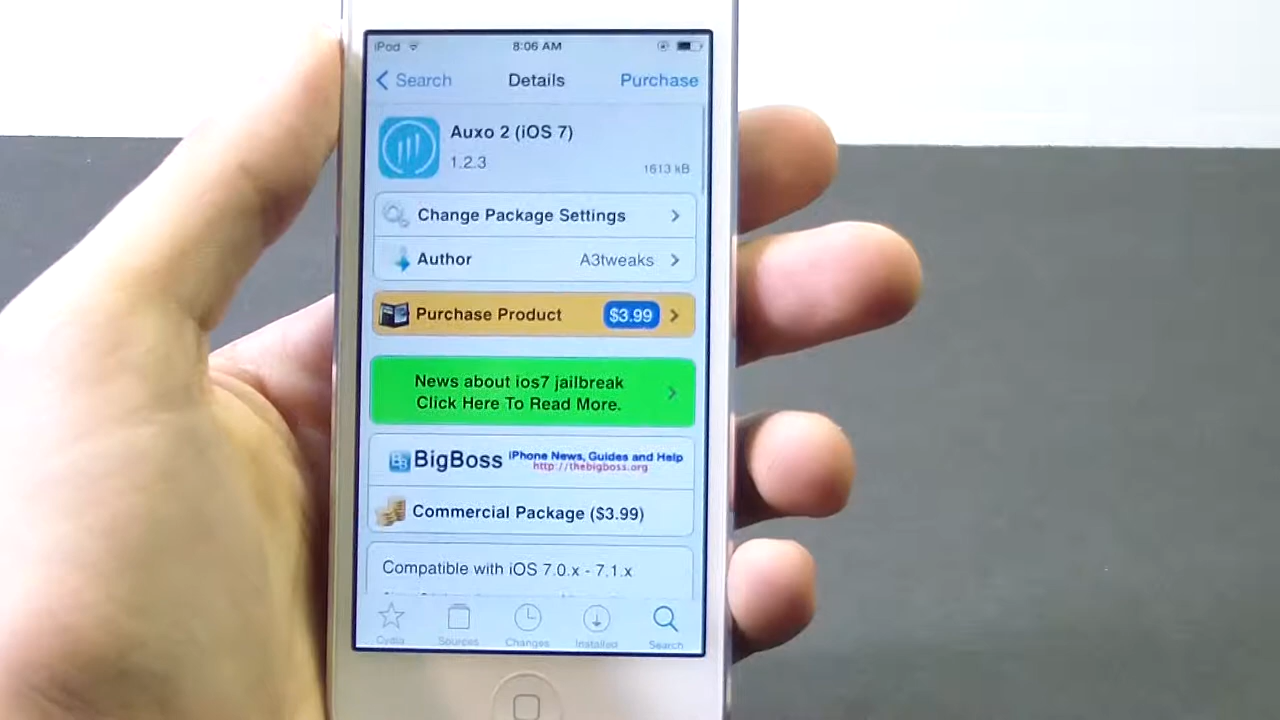 iPod 8:06 AM
Search Details Purchase
Auxo 2 (iOS 7)
1.2.3
1613 kB
Change Package Settings
Author A3tweaks
Purchase Product $3.99
News about ios7 jailbreak
Click Here To Read More.
BigBoss iPhone News, Guides and Help
http://thebigboss.org
Commercial Package ($3.99)
Compatible with iOS 7.0.x - 7.1.x
Cydia Sources Changes Installed Search